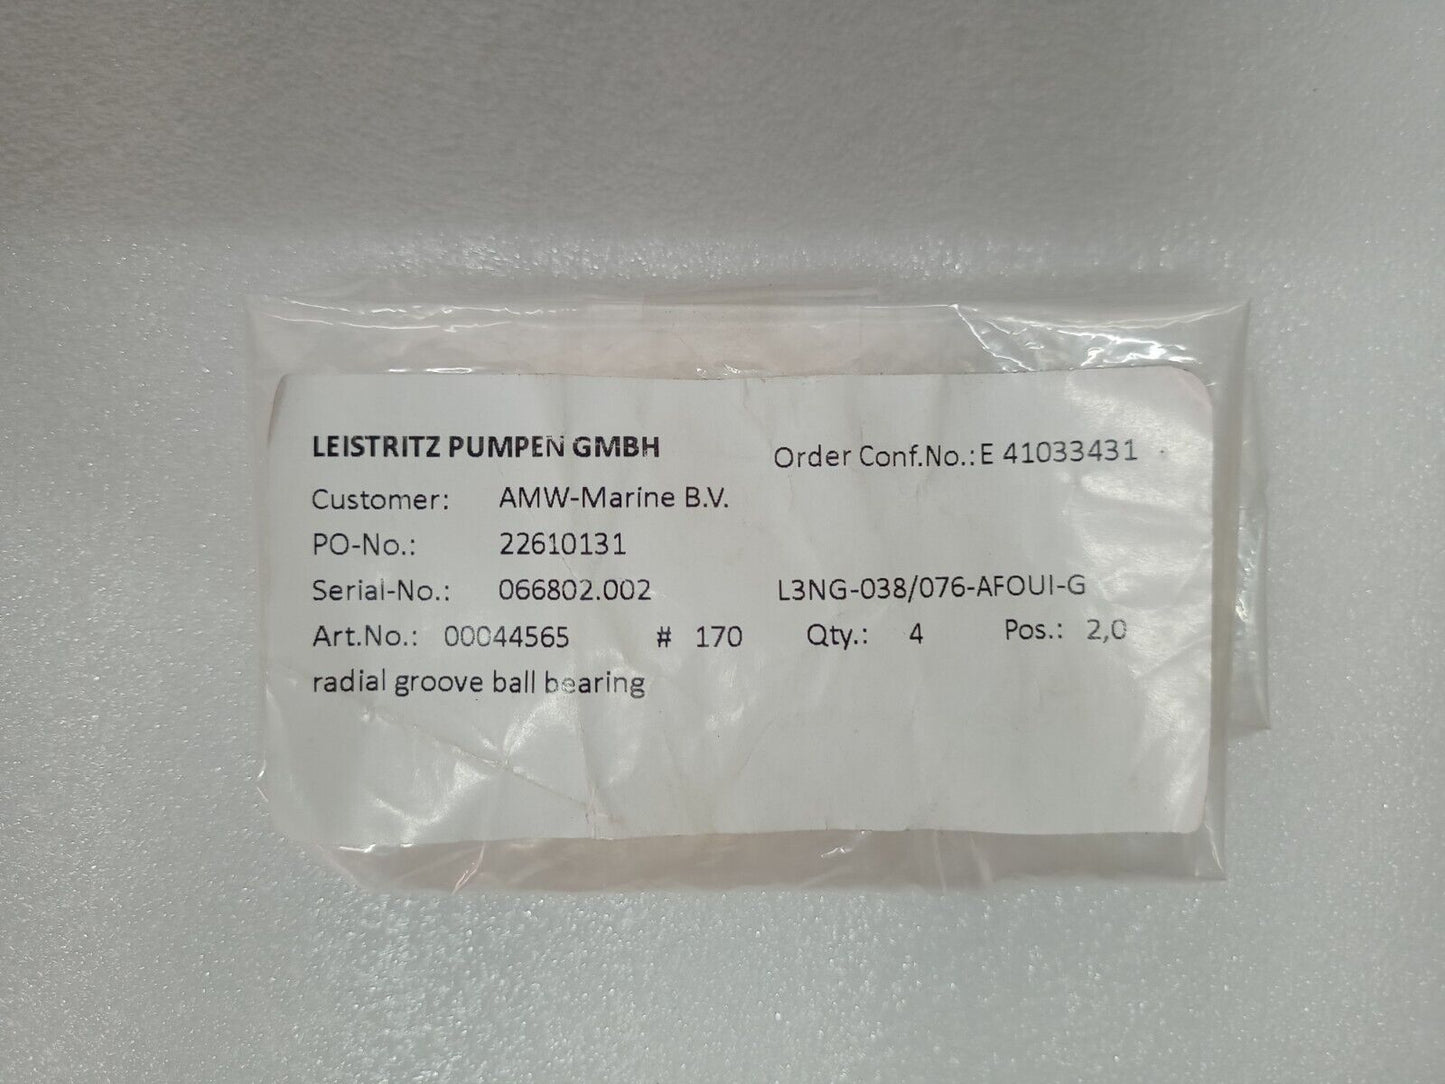 LEISTRITZ PUMPEN GMBH Order Conf.No.: E 41033431
Customer: AMW-Marine B.V.
PO-No.: 22610131
Serial-No.: 066802.002 L3NG-038/076-AFOUI-G
Art.No.: 00044565 # 170 Qty.: 4 Pos.: 2,0
radial groove ball bearing